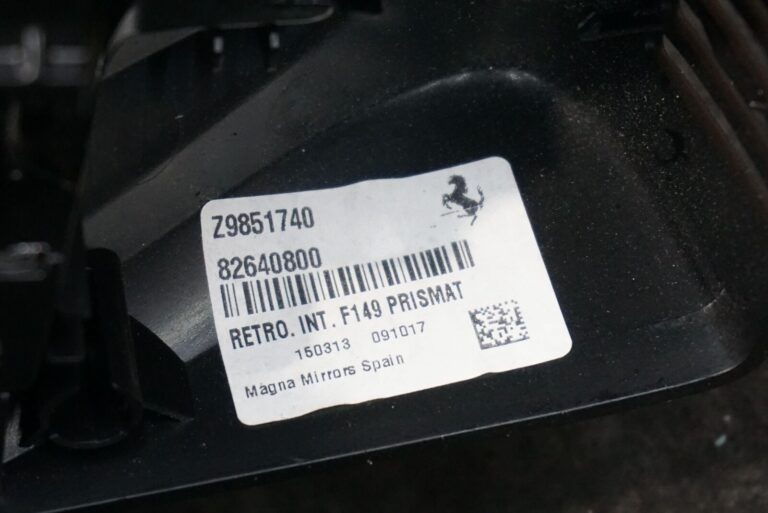 Z9851740
82640800
RETRO. INT. F149 PRISMAT
150313 091017
Magna Mirrors Spain